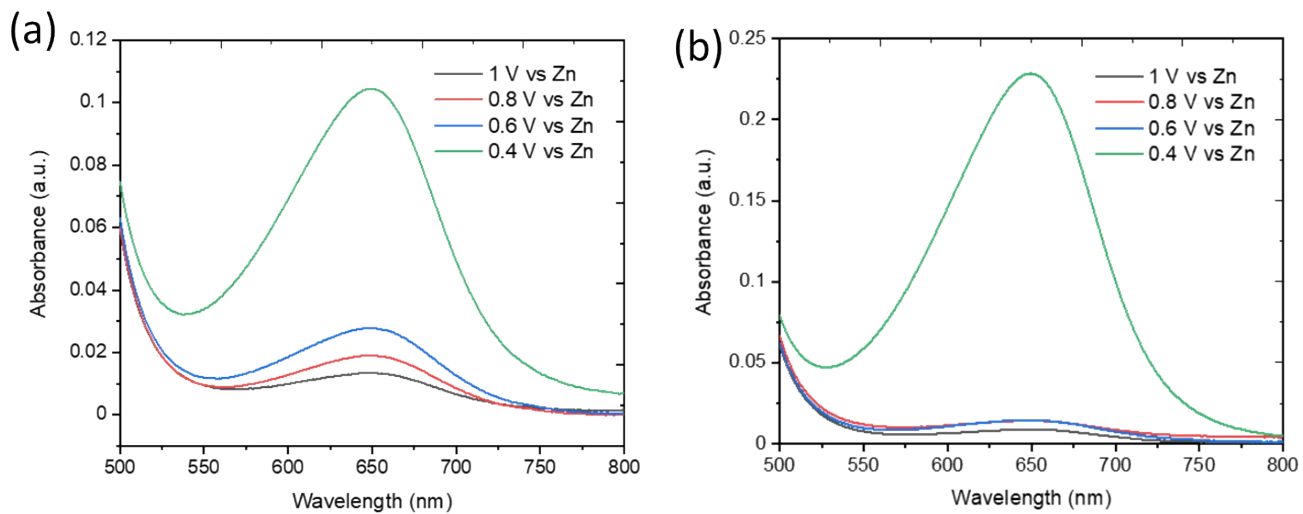 (a)
0.12
0.1
0.08
0.06
0.04
0.02
0
Absorbance (a.u.)
1 V vs Zn
0.8 V vs Zn
0.6 V vs Zn
0.4 V vs Zn
500 550 600 650 700 750 800
Wavelength (nm)
(b)
0.25
0.2
0.15
0.1
0.05
0
Absorbance (a.u.)
1 V vs Zn
0.8 V vs Zn
0.6 V vs Zn
0.4 V vs Zn
500 550 600 650 700 750 800
Wavelength (nm)